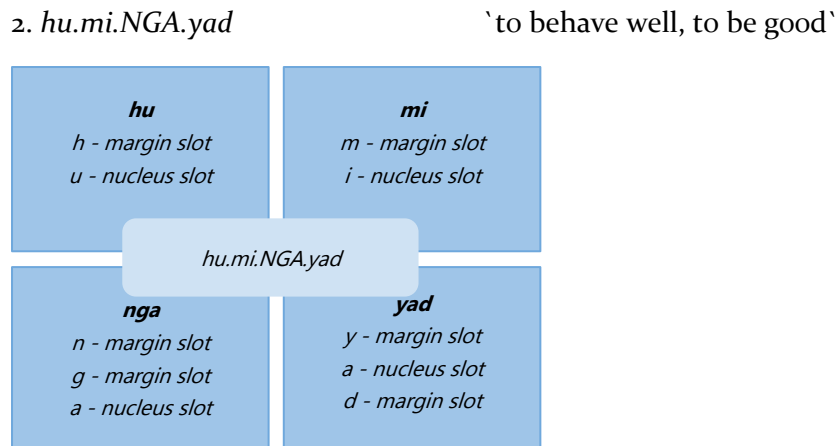 2. hu.mi.NGA.yad `to behave well, to be good`
hu
h - margin slot
u - nucleus slot
mi
m - margin slot
i - nucleus slot
hu.mi.NGA.yad
nga
n - margin slot
g - margin slot
a - nucleus slot
yad
y - margin slot
a - nucleus slot
d - margin slot